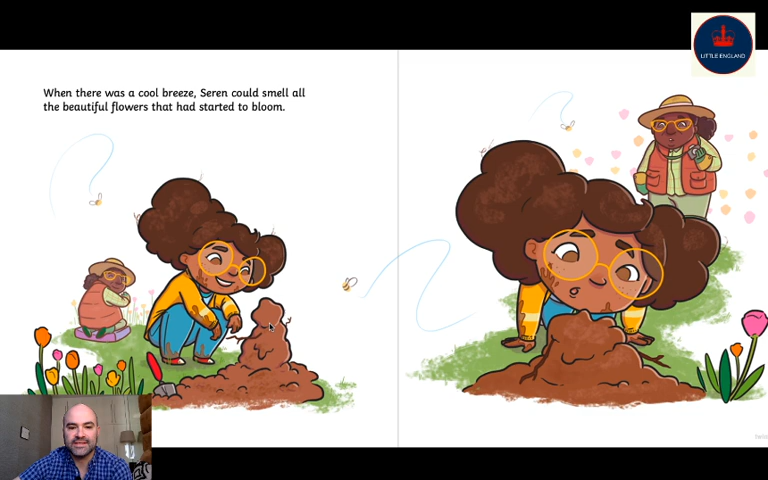 LITTLE ENGLAND
When there was a cool breeze, Seren could smell all
the beautiful flowers that had started to bloom.